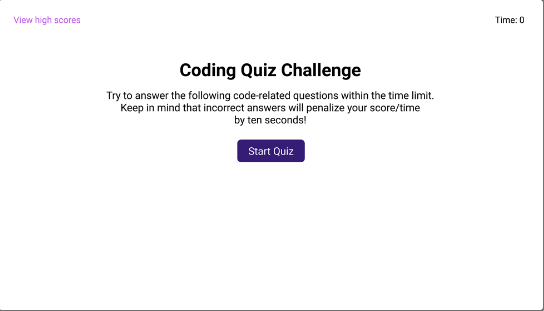 View high scores
Time: 0
Coding Quiz Challenge
Try to answer the following code-related questions within the time limit.
Keep in mind that incorrect answers will penalize your score/time
by ten seconds!
Start Quiz